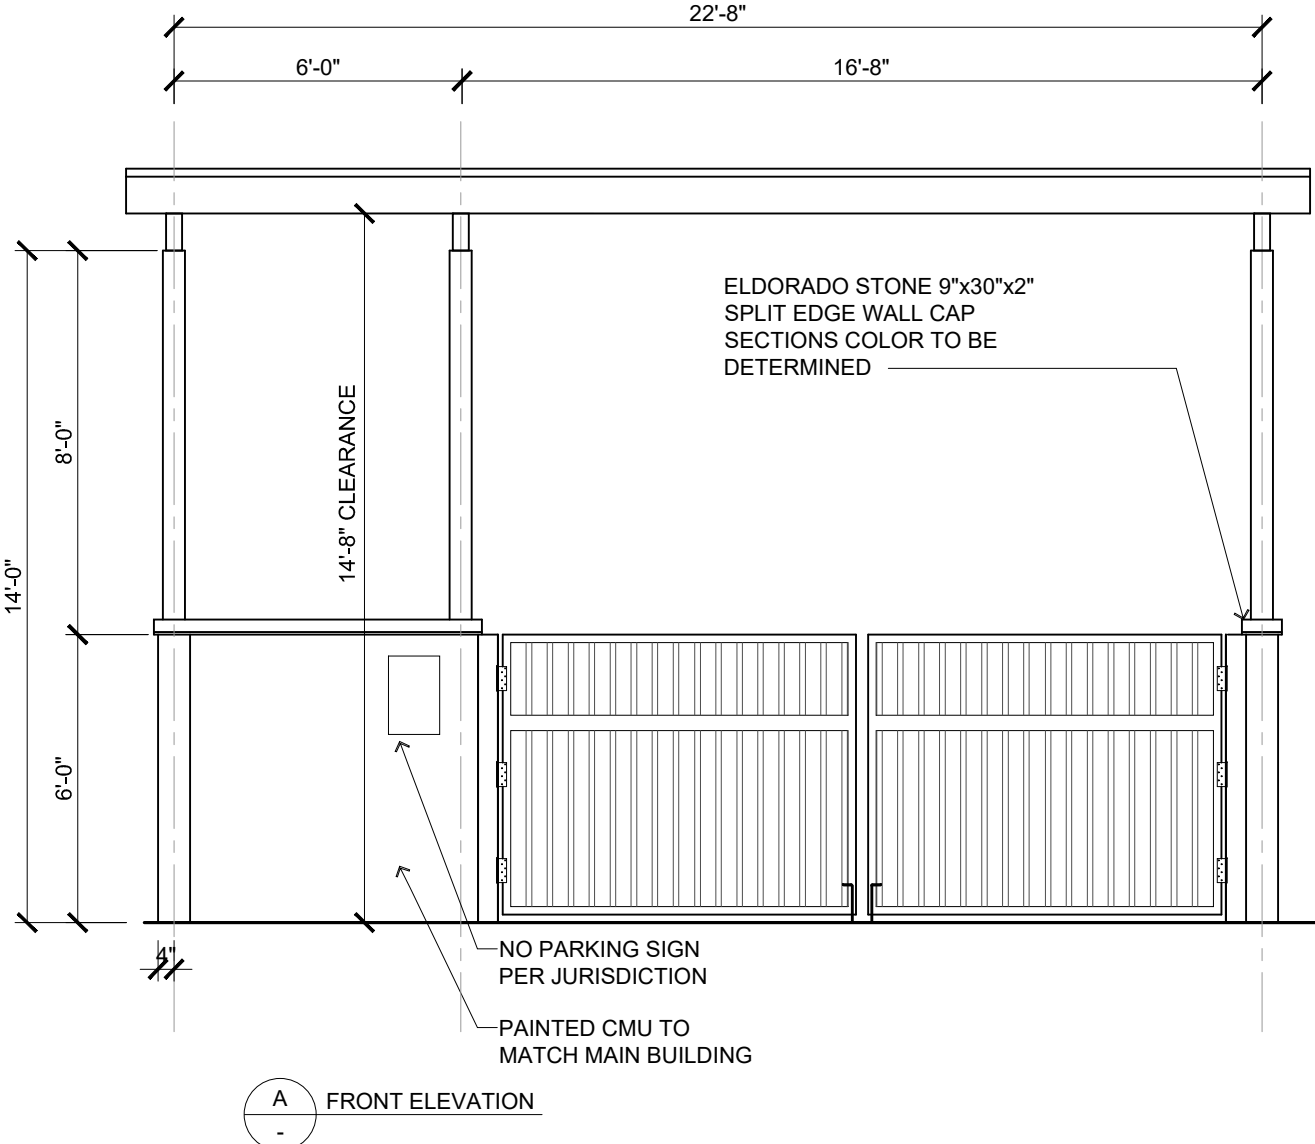 22'-8"
6'-0"
16'-8"
ELDORADO STONE 9"x30"x2"
SPLIT EDGE WALL CAP
SECTIONS COLOR TO BE
DETERMINED
8'-0"
14'-8" CLEARANCE
14'-0"
6'-0"
4"
NO PARKING SIGN
PER JURISDICTION
PAINTED CMU TO
MATCH MAIN BUILDING
A
FRONT ELEVATION
-